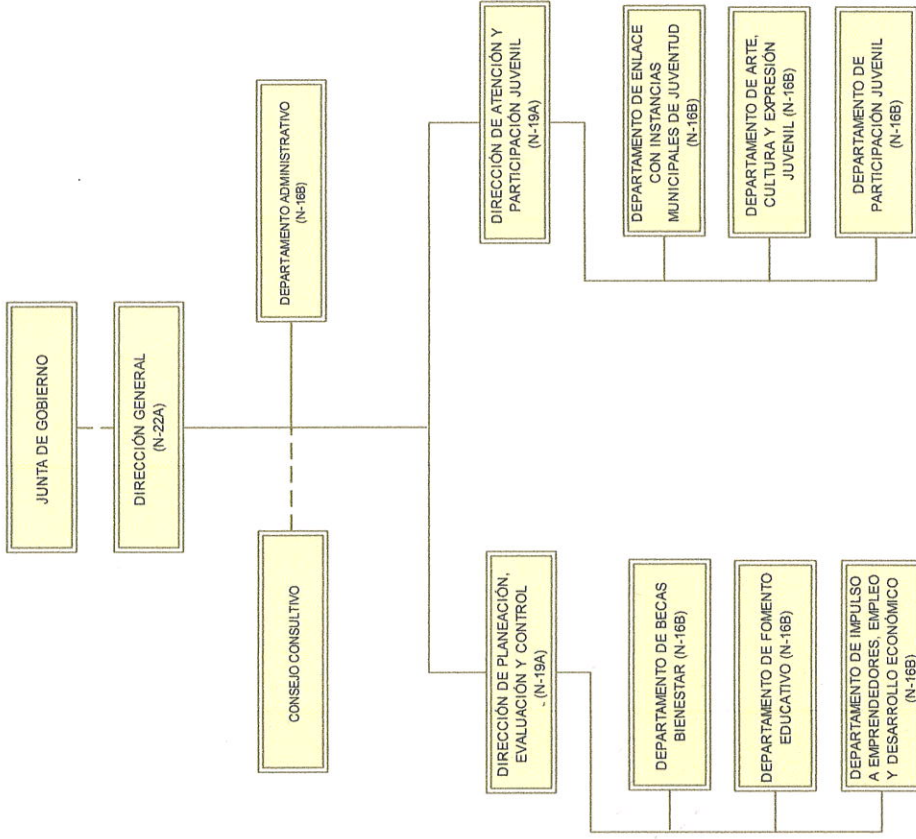 JUNTA DE GOBIERNO
DIRECCIÓN GENERAL
(N-22A)
CONSEJO CONSULTIVO
DEPARTAMENTO ADMINISTRATIVO
(N-16B)
DIRECCIÓN DE PLANEACIÓN,
EVALUACIÓN Y CONTROL
(N-19A)
DEPARTAMENTO DE BECAS
BIENESTAR (N-16B)
DEPARTAMENTO DE FOMENTO
EDUCATIVO (N-16B)
DEPARTAMENTO DE IMPULSO
A EMPRENDEDORES, EMPLEO
Y DESARROLLO ECONÓMICO
(N-16B)
DIRECCIÓN DE ATENCIÓN Y
PARTICIPACIÓN JUVENIL
(N-19A)
DEPARTAMENTO DE ENLACE
CON INSTANCIAS
MUNICIPALES DE JUVENTUD
(N-16B)
DEPARTAMENTO DE ARTE,
CULTURA Y EXPRESIÓN
JUVENIL (N-16B)
DEPARTAMENTO DE
PARTICIPACIÓN JUVENIL
(N-16B)